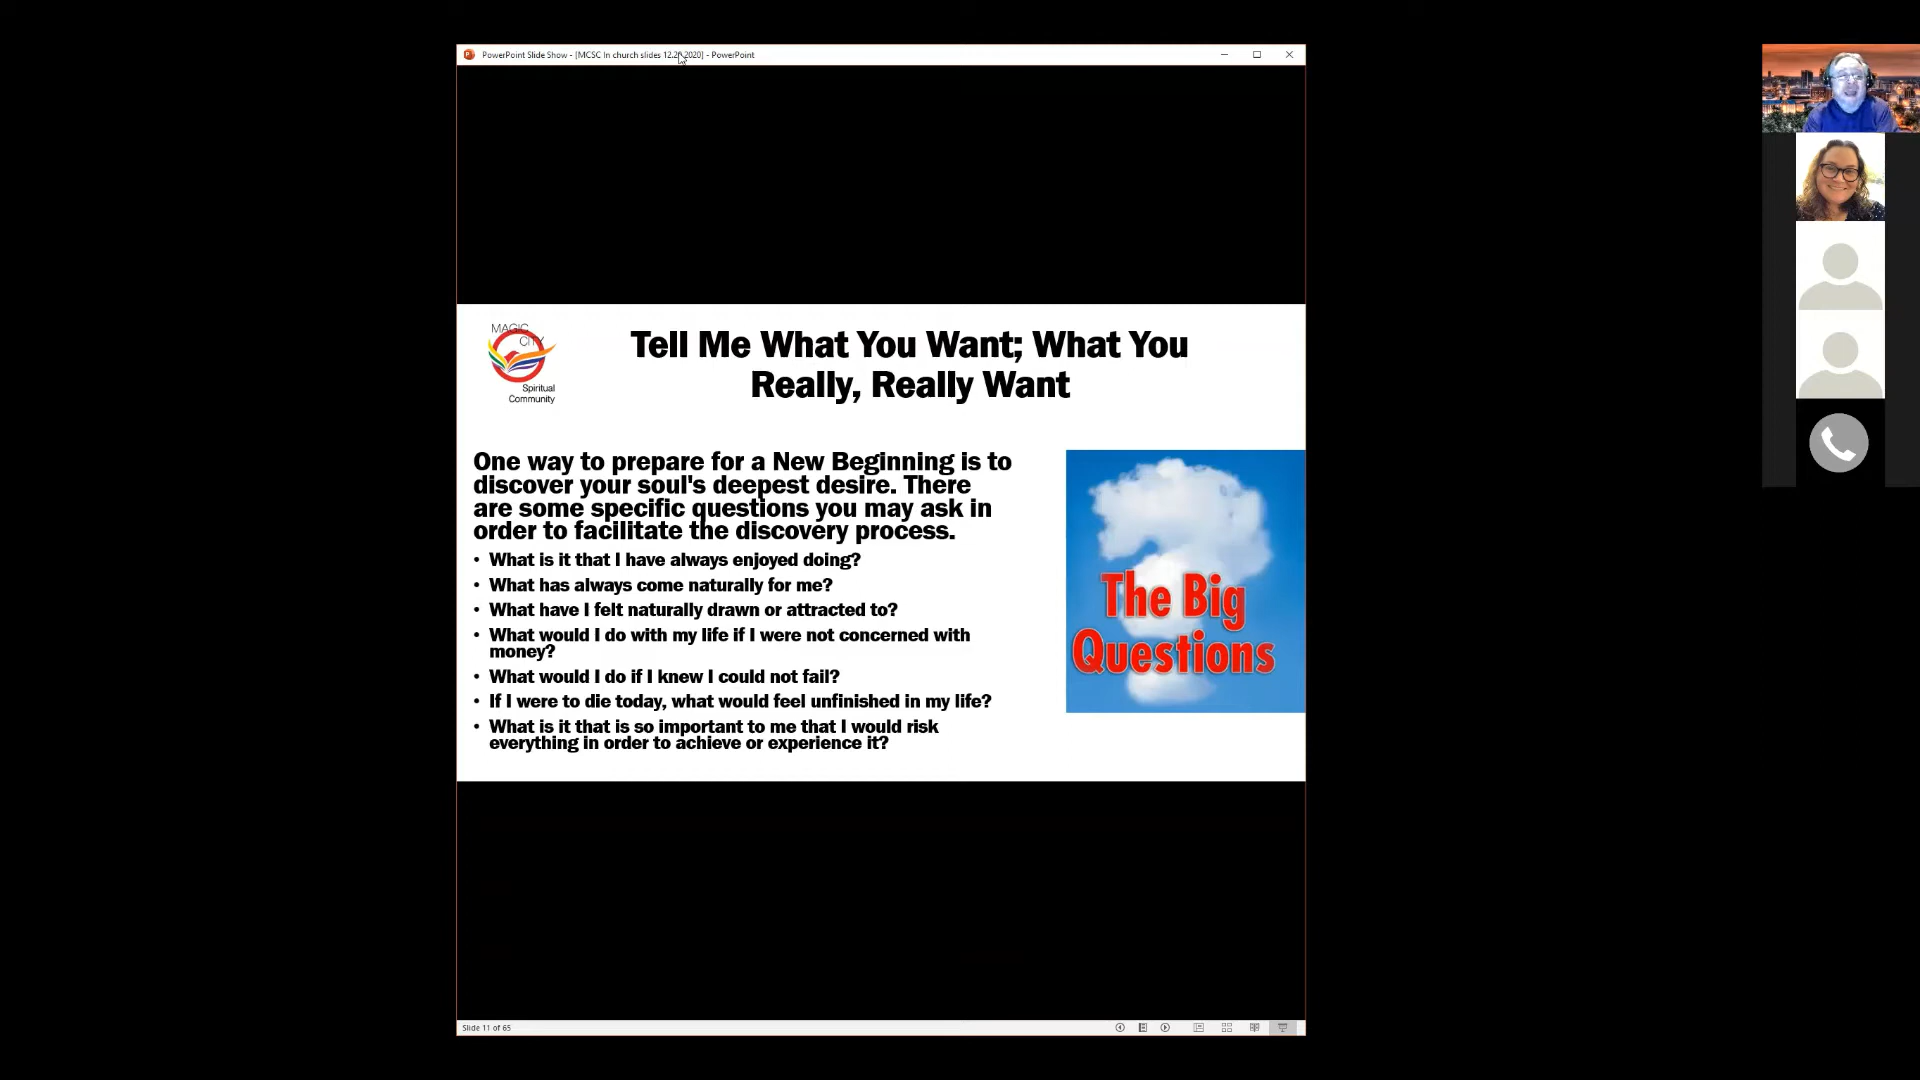 PowerPoint Slide Show - [MCSC In church slides 12.20.2020] - PowerPoint
MAGIC
CITY
Spiritual
Community
Tell Me What You Want; What You
Really, Really Want
One way to prepare for a New Beginning is to
discover your soul's deepest desire. There
are some specific questions you may ask in
order to facilitate the discovery process.
• What is it that I have always enjoyed doing?
• What has always come naturally for me?
• What have I felt naturally drawn or attracted to?
• What would I do with my life if I were not concerned with
money?
• What would I do if I knew I could not fail?
• If I were to die today, what would feel unfinished in my life?
• What is it that is so important to me that I would risk
everything in order to achieve or experience it?
The Big
Questions
Slide 11 of 65